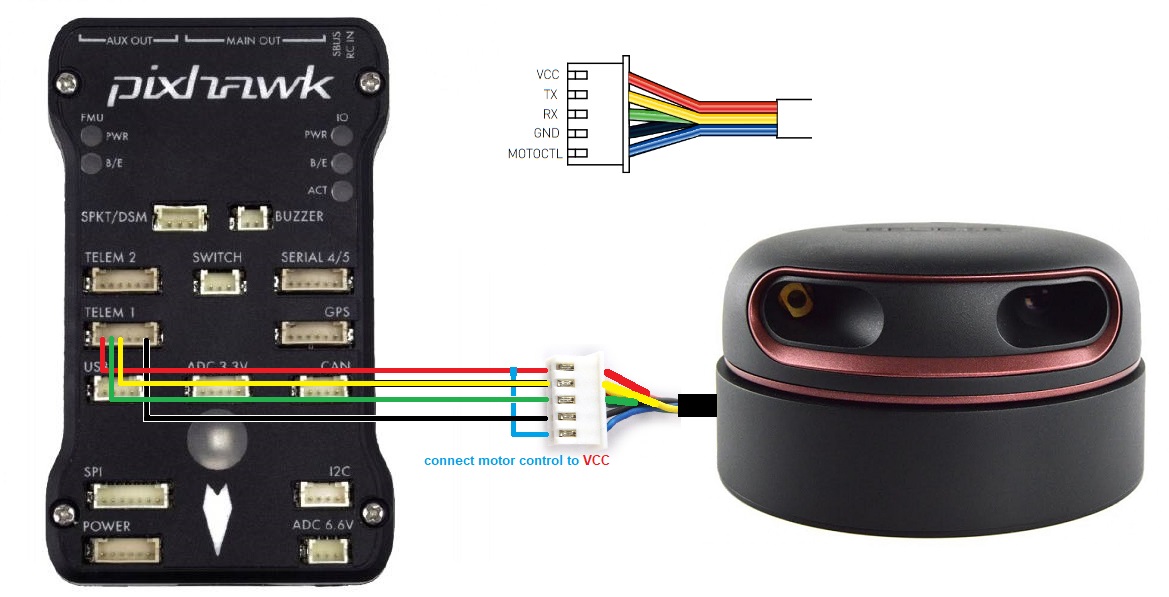 AUX OUT
MAIN OUT
SBUS
RC IN
pixhawk
FMU
IO
PWR
PWR
B/E
B/E
ACT
SPKT/DSM
BUZZER
TELEM 2
SWITCH
SERIAL 4/5
TELEM 1
GPS
USB
ADC 3.3V
CAN
SPI
I2C
POWER
ADC 6.6V
VCC
TX
RX
GND
MOTOCTL
connect motor control to VCC